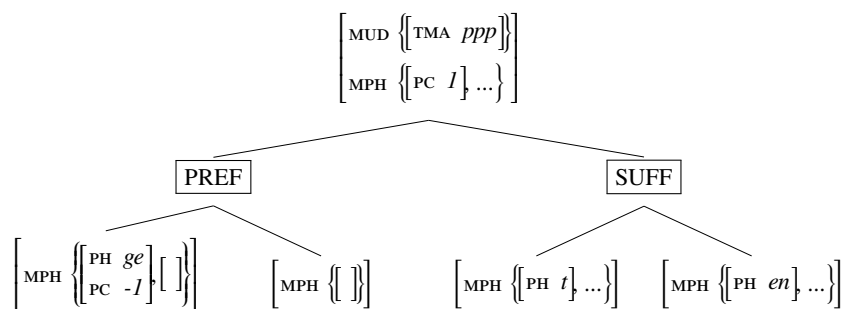 [MUD {[TMA ppp]}
MPH {[PC 1], ...}]
PREF SUFF
[MPH {[PH ge
PC -1], [ ]}] [MPH {[ ]}] [MPH {[PH t], ...}] [MPH {[PH en], ...}]